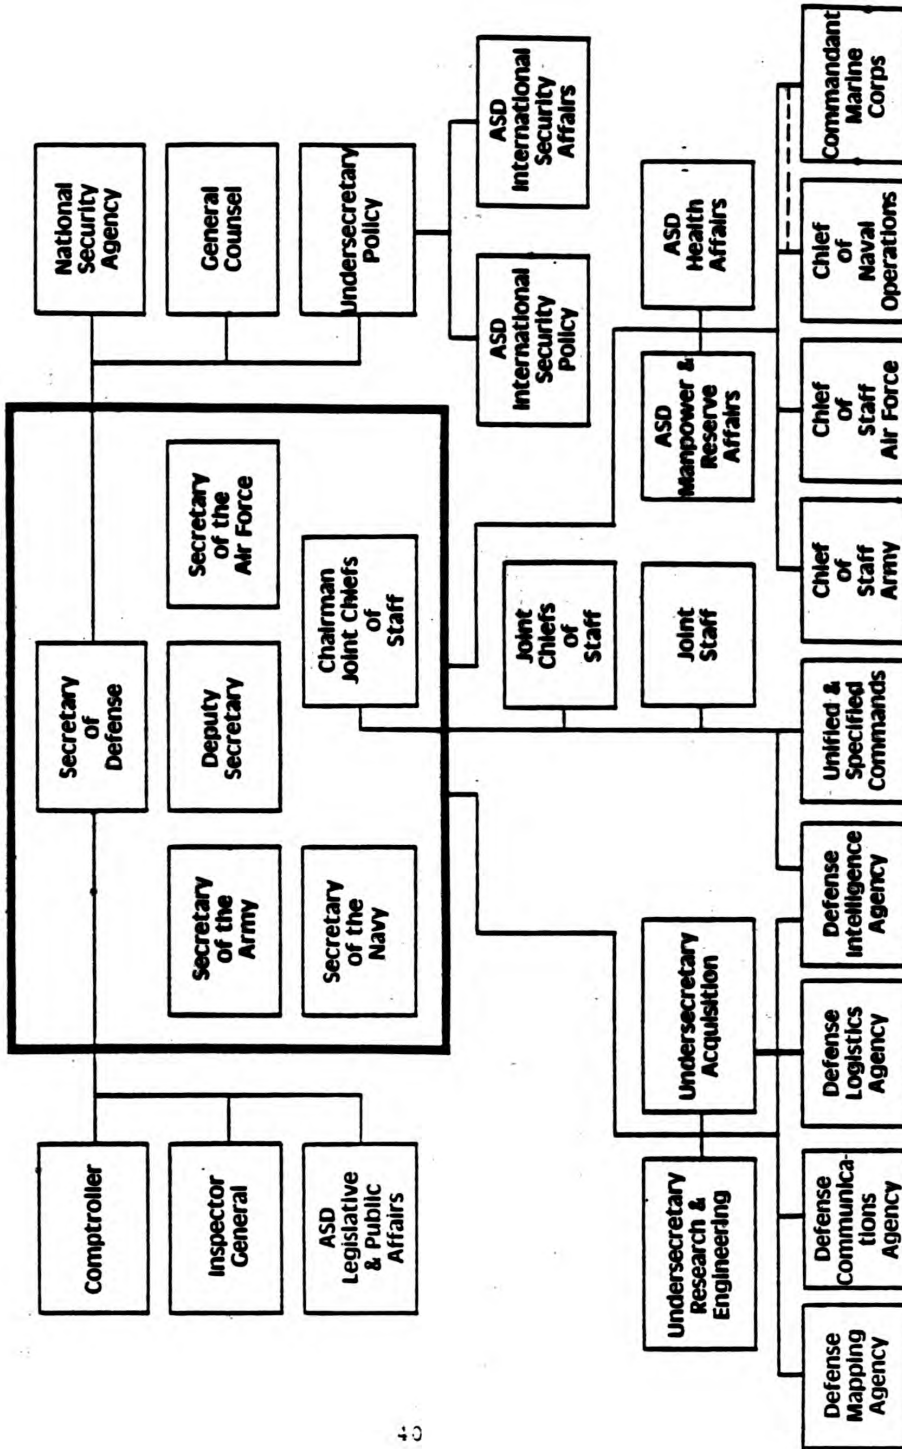 Comptroller
Secretary
of
Defense
National
Security
Agency
Inspector
General
Secretary
of the
Army
Deputy
Secretary
Secretary
of the
Air Force
General
Counsel
ASD
Legislative
& Public
Affairs
Secretary
of the
Navy
Chairman
Joint Chiefs
of
Staff
Undersecretary
Policy
Joint
Chiefs
of
Staff
ASD
International
Security
Policy
ASD
International
Security
Affairs
Undersecretary
Research &
Engineering
Undersecretary
Acquisition
Joint
Staff
ASD
Manpower &
Reserve
Affairs
ASD
Health
Affairs
Defense
Mapping
Agency
Defense
Communica-
tions
Agency
Defense
Logistics
Agency
Defense
Intelligence
Agency
Unified &
Specified
Commands
Chief
of
Staff
Army
Chief
of
Staff
Air Force
Chief
of
Naval
Operations
Commandant
Marine
Corps
40